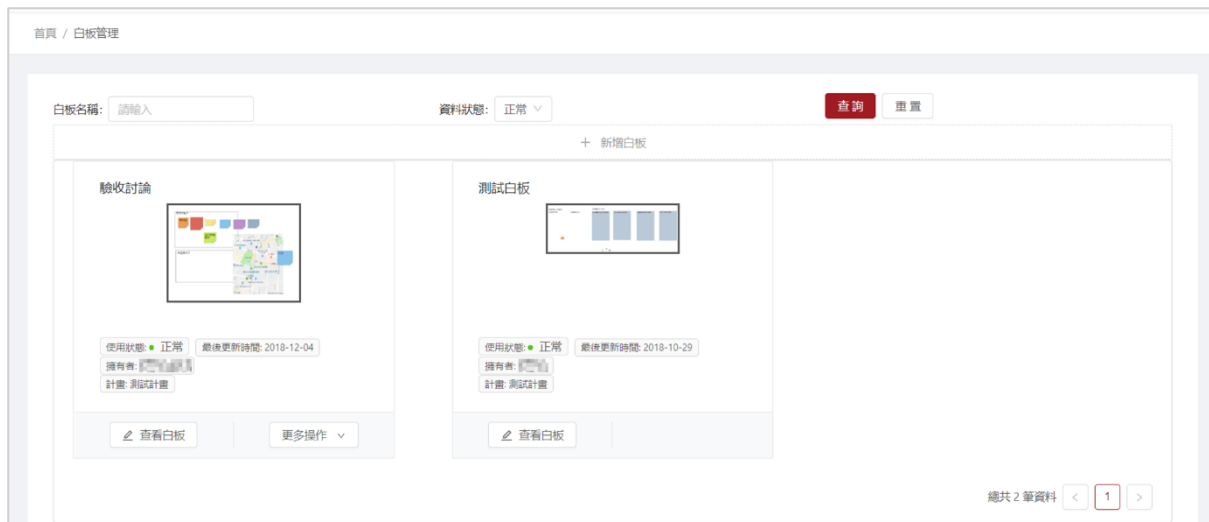 首頁 / 白板管理
白板名稱: 請輸入 資料狀態: 正常 查詢 重置
+ 新增白板
驗收討論 測試白板
使用狀態: 正常 最後更新時間: 2018-12-04 使用狀態: 正常 最後更新時間: 2018-10-29
擁有者: 擁有者:
計畫: 測試計畫 計畫: 測試計畫
查看白板 更多操作 查看白板
總共 2 筆資料 < 1 >